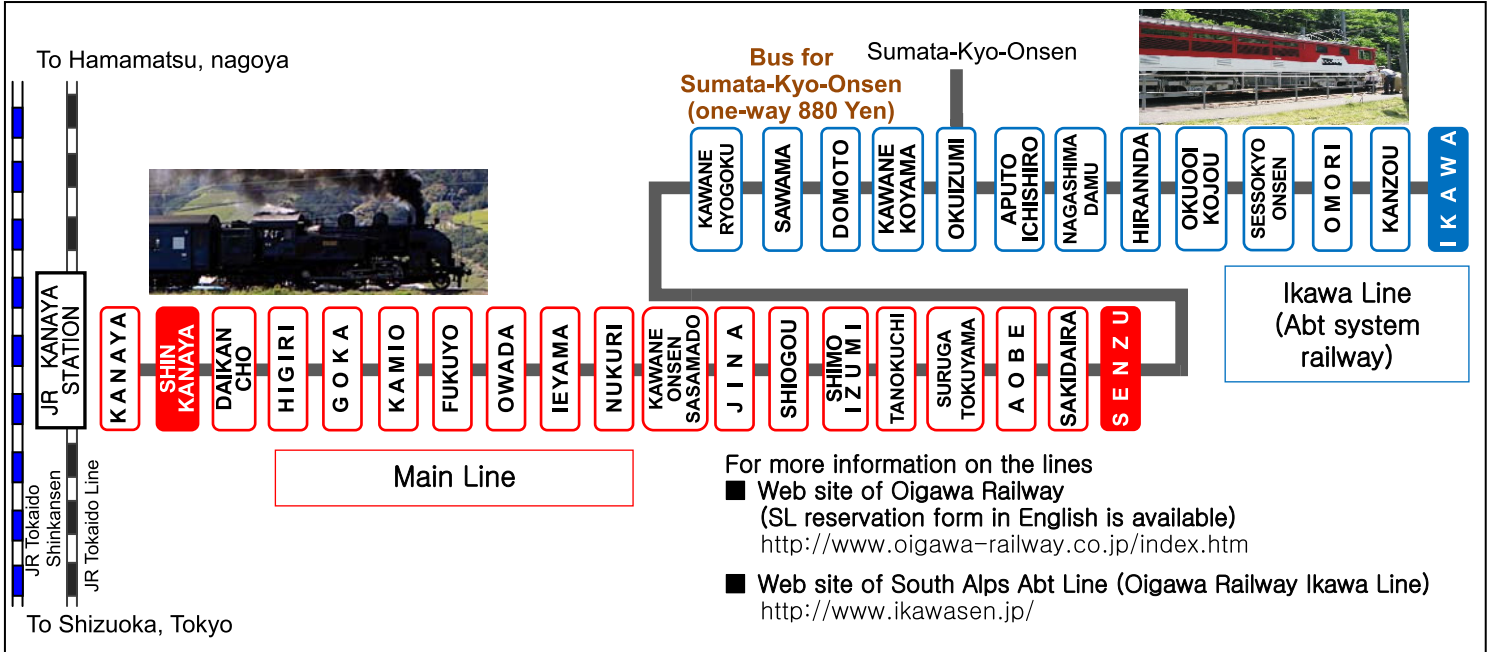 To Hamamatsu, nagoya
Bus for
Sumata-Kyo-Onsen
(one-way 880 Yen)
Sumata-Kyo-Onsen
KAWANE
RYOGOKU
SAWAMA
DOMOTO
KAWANE
KOYAMA
OKUIZUMI
APUTO
ICHISHIRO
NAGASHIMA
DAMU
HIRANNDA
OKUOOI
KOJOU
SESSOKYO
ONSEN
OMORI
KANZOU
IKAWA
Ikawa Line
(Abt system
railway)
JR KANAYA
STATION
KANAYA
SHIN
KANAYA
DAIKAN
CHO
HIGIRI
GOKA
KAMIO
FUKUYO
OWADA
IEYAMA
NUKURI
KAWANE
ONSEN
SASAMADO
JINA
SHIOGOU
SHIMO
IZUMI
TANOKUCHI
SURUGA
TOKUYAMA
AOBE
SAKIDAIRA
SENZU
Main Line
JR Tokaido
Shinkansen
JR Tokaido Line
To Shizuoka, Tokyo
For more information on the lines
■ Web site of Oigawa Railway
(SL reservation form in English is available)
http://www.oigawa-railway.co.jp/index.htm
■ Web site of South Alps Abt Line (Oigawa Railway Ikawa Line)
http://www.ikawasen.jp/